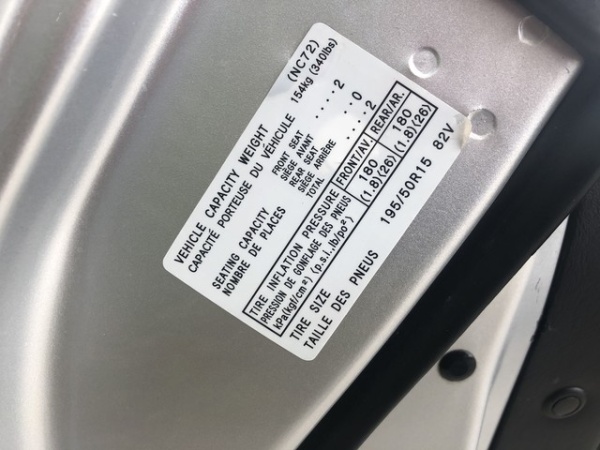 (NC72)
VEHICLE CAPACITY WEIGHT
CAPACITÉ PORTEUSE DU VÉHICULE 154kg (340lbs)
SEATING CAPACITY
NOMBRE DE PLACES
FRONT SEAT
SIÈGE AVANT ..... 2
REAR SEAT
SIÈGE ARRIÈRE ..... 0
TOTAL ..... 2
TIRE INFLATION PRESSURE FRONT/AV. REAR/AR.
PRESSION DE GONFLAGE DES PNEUS 180 180
kPa(kgf/cm²) (p.s.i.,lb/po²) (1.8)(26) (1.8)(26)
TIRE SIZE
TAILLE DES PNEUS 195/50R15 82V